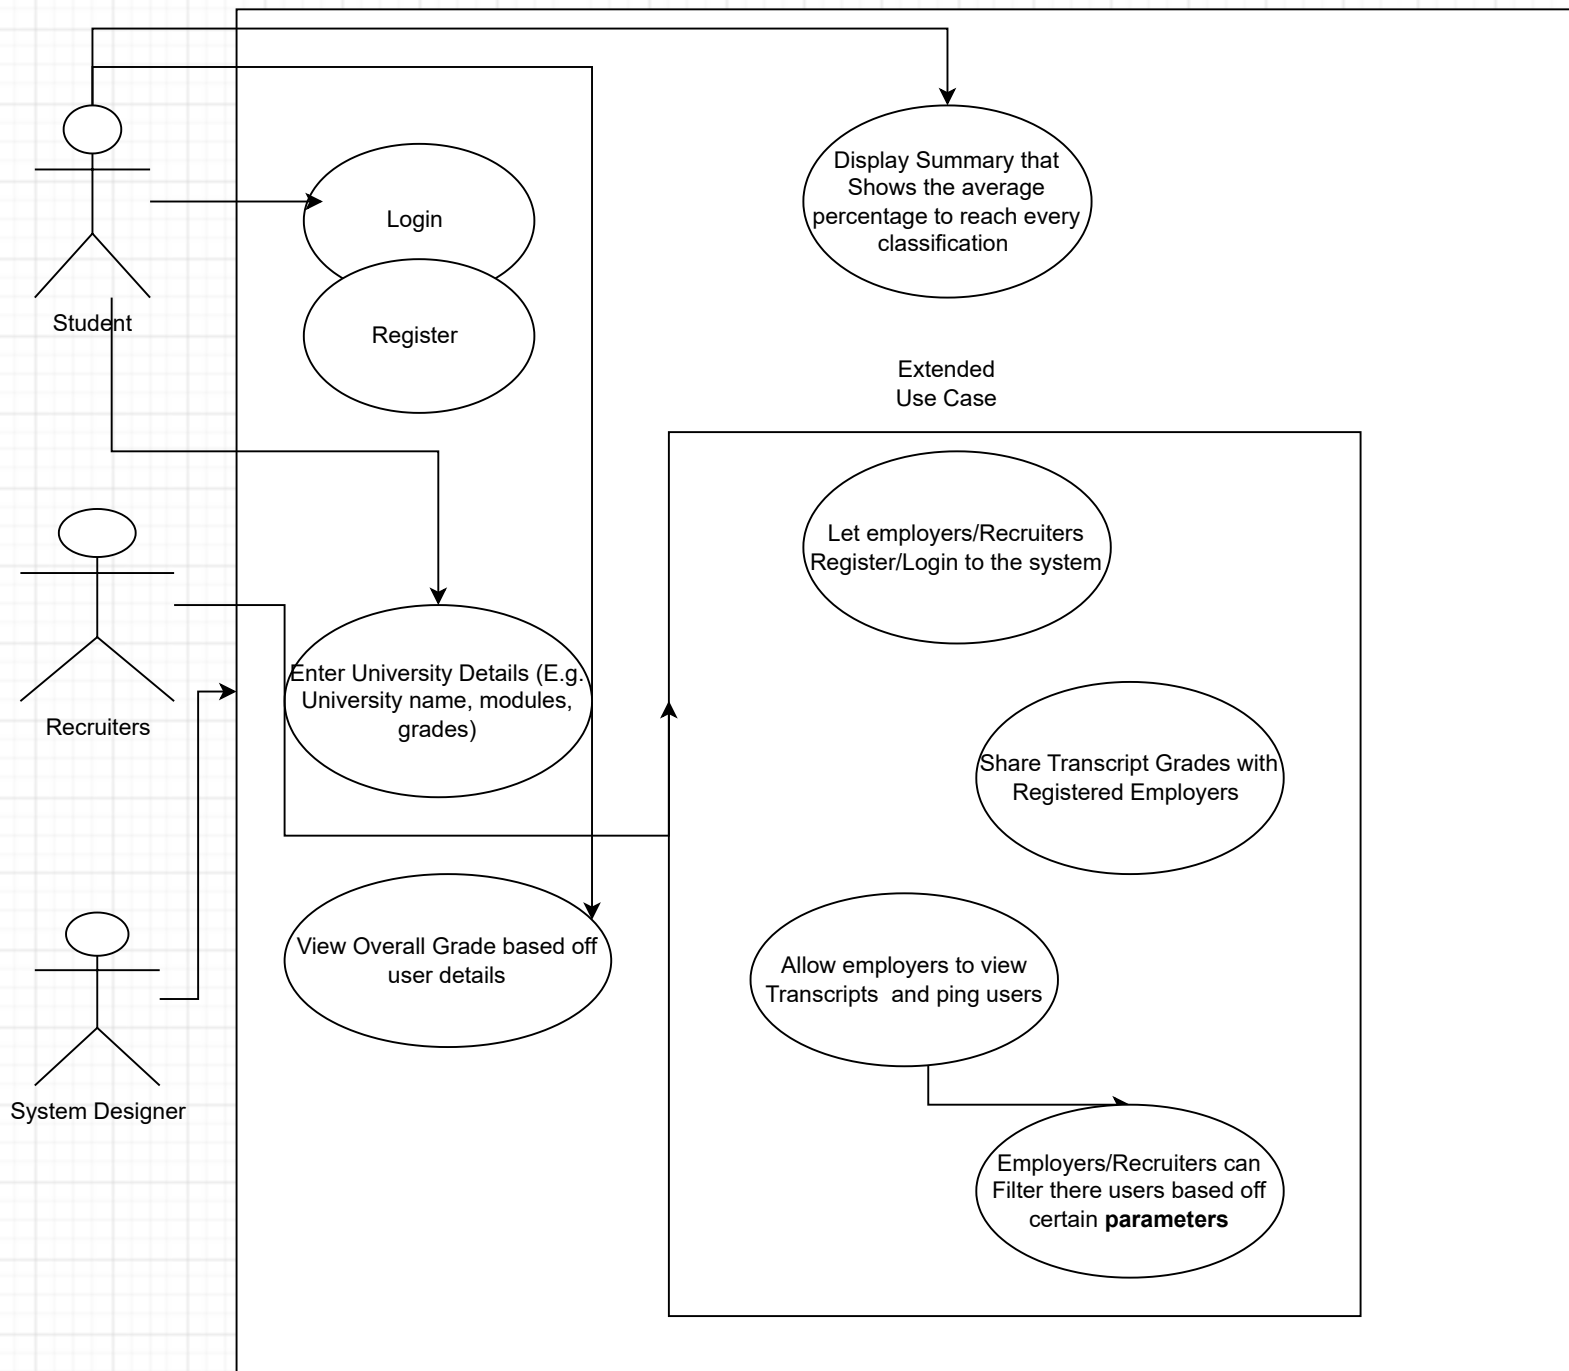 Display Summary that
Shows the average
percentage to reach every
classification
Login
Student
Register
Extended
Use Case
Let employers/Recruiters
Register/Login to the system
Enter University Details (E.g.
University name, modules,
grades)
Recruiters
Share Transcript Grades with
Registered Employers
View Overall Grade based off
user details
Allow employers to view
Transcripts  and ping users
System Designer
Employers/Recruiters can
Filter there users based off
certain parameters